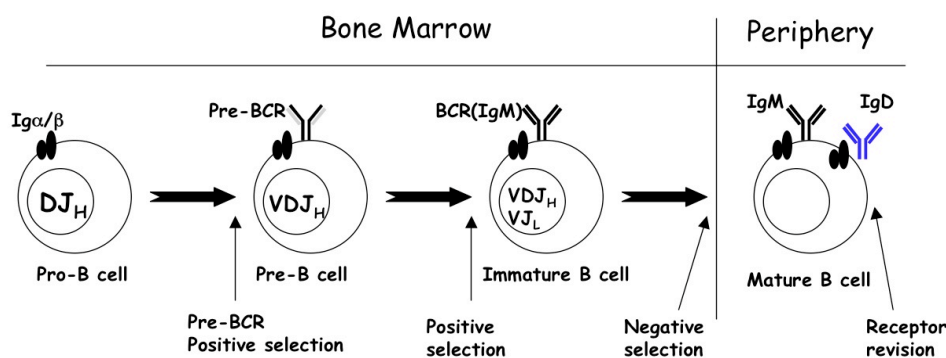 Bone Marrow
Periphery
Igα/β
Pre-BCR
BCR(IgM)
IgM
IgD
DJH
VDJH
VDJH
VJL
Pro-B cell
Pre-B cell
Immature B cell
Mature B cell
Pre-BCR
Positive selection
Positive
selection
Negative
selection
Receptor
revision